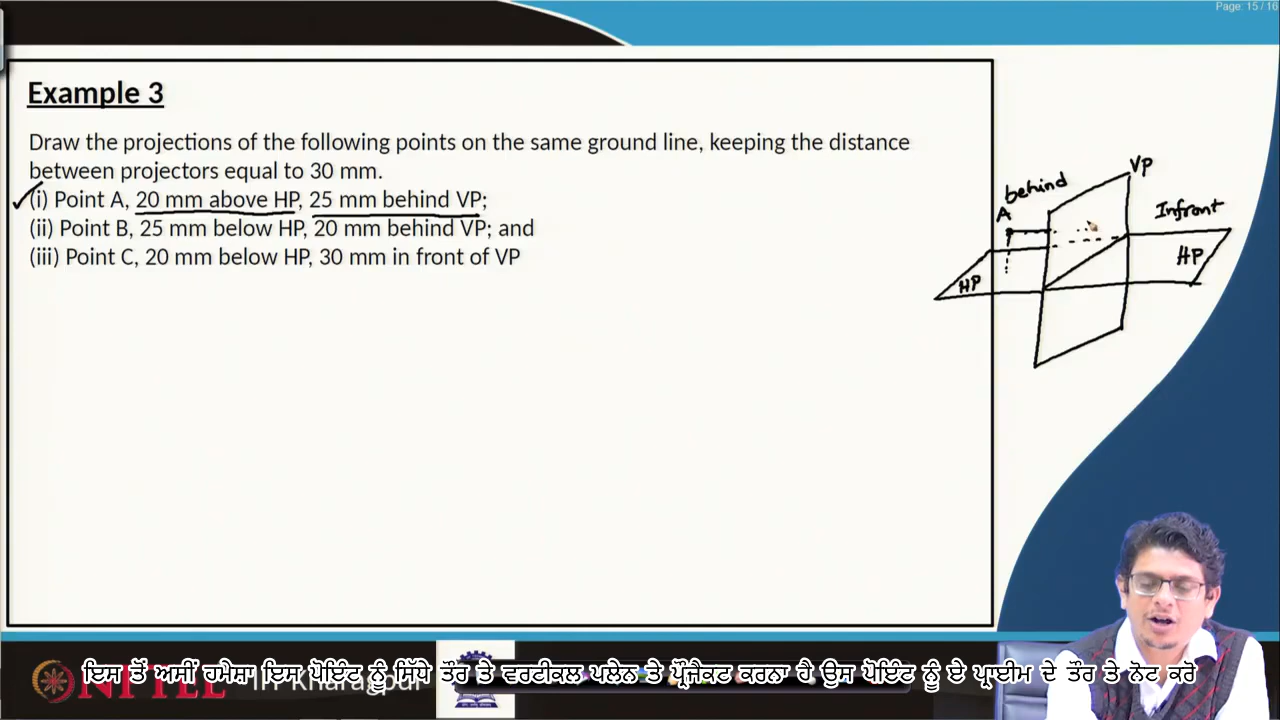 Page: 15 / 16
Example 3
Draw the projections of the following points on the same ground line, keeping the distance
between projectors equal to 30 mm.
(i) Point A, 20 mm above HP, 25 mm behind VP;
(ii) Point B, 25 mm below HP, 20 mm behind VP; and
(iii) Point C, 20 mm below HP, 30 mm in front of VP
VP
behind
A
Infront
HP
HP
ਇਸ ਤੋਂ ਅਸੀਂ ਹਮੇਸ਼ਾ ਇਸ ਪੋਇੰਟ ਨੂੰ ਸਿੱਧੇ ਤੌਰ ਤੇ ਵਰਟੀਕਲ ਪਲੇਨ ਤੇ ਪ੍ਰੌਜੈਕਟ ਕਰਨਾ ਹੈ ਉਸ ਪੋਇੰਟ ਨੂੰ ਏ ਪ੍ਰਾਈਮ ਦੇ ਤੌਰ ਤੇ ਨੋਟ ਕਰੋ